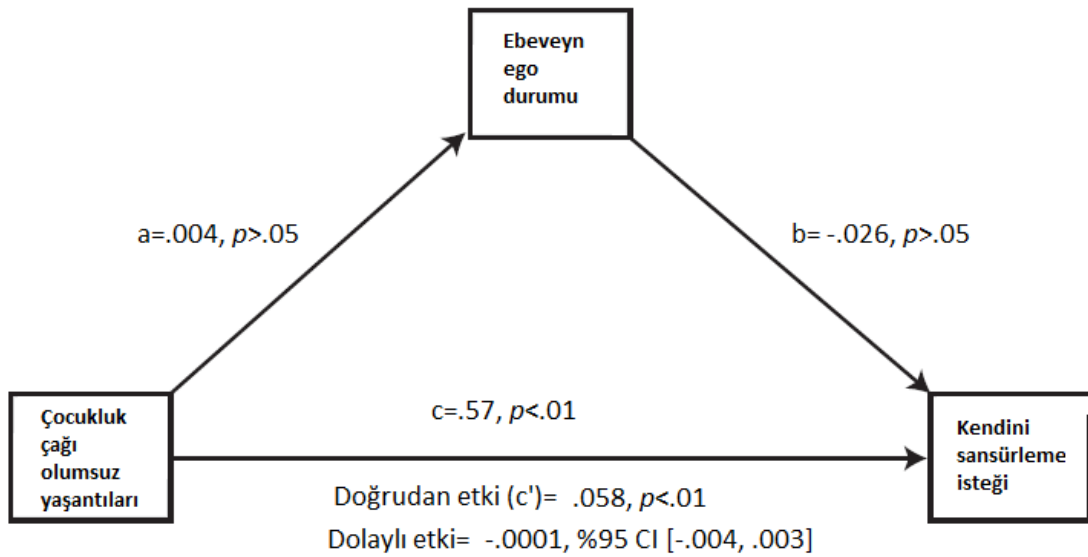 Ebeveyn
ego
durumu
a=.004, p>.05
b= -.026, p>.05
Çocukluk
çağı
olumsuz
yaşantıları
c=.57, p<.01
Kendini
sansürleme
isteği
Doğrudan etki (c')= .058, p<.01
Dolaylı etki= -.0001, %95 CI [-.004, .003]